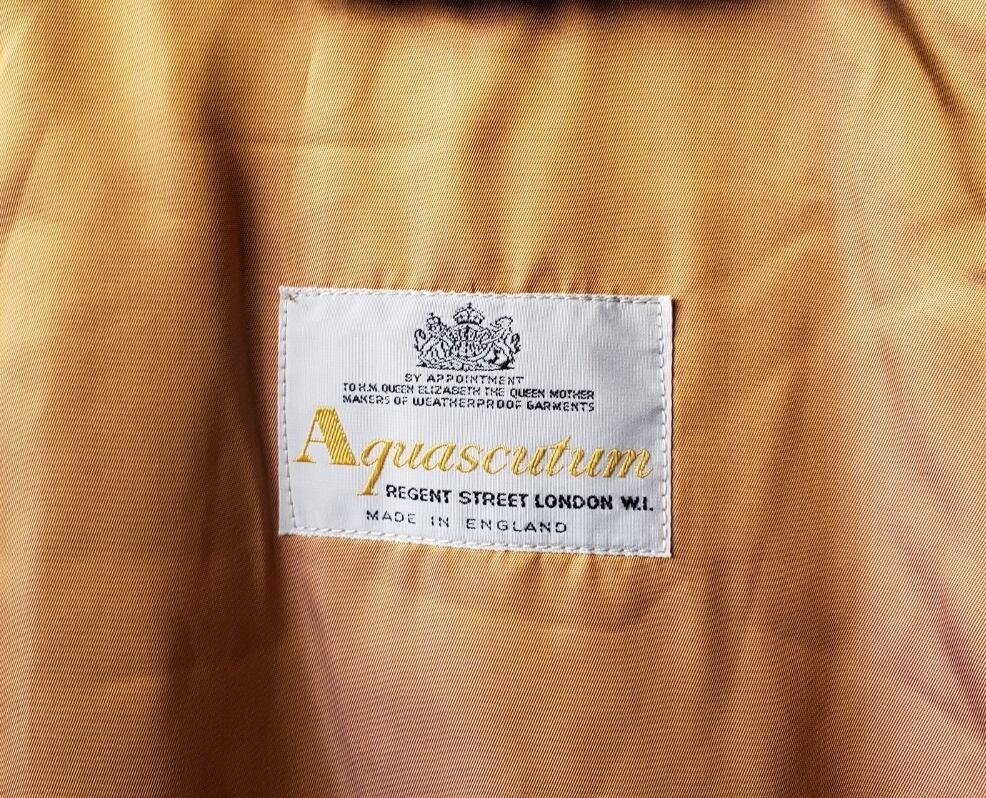 BY APPOINTMENT
TO H.M. QUEEN ELIZABETH THE QUEEN MOTHER
MAKERS OF WEATHERPROOF GARMENTS
Aquascutum
REGENT STREET LONDON W.I.
MADE IN ENGLAND